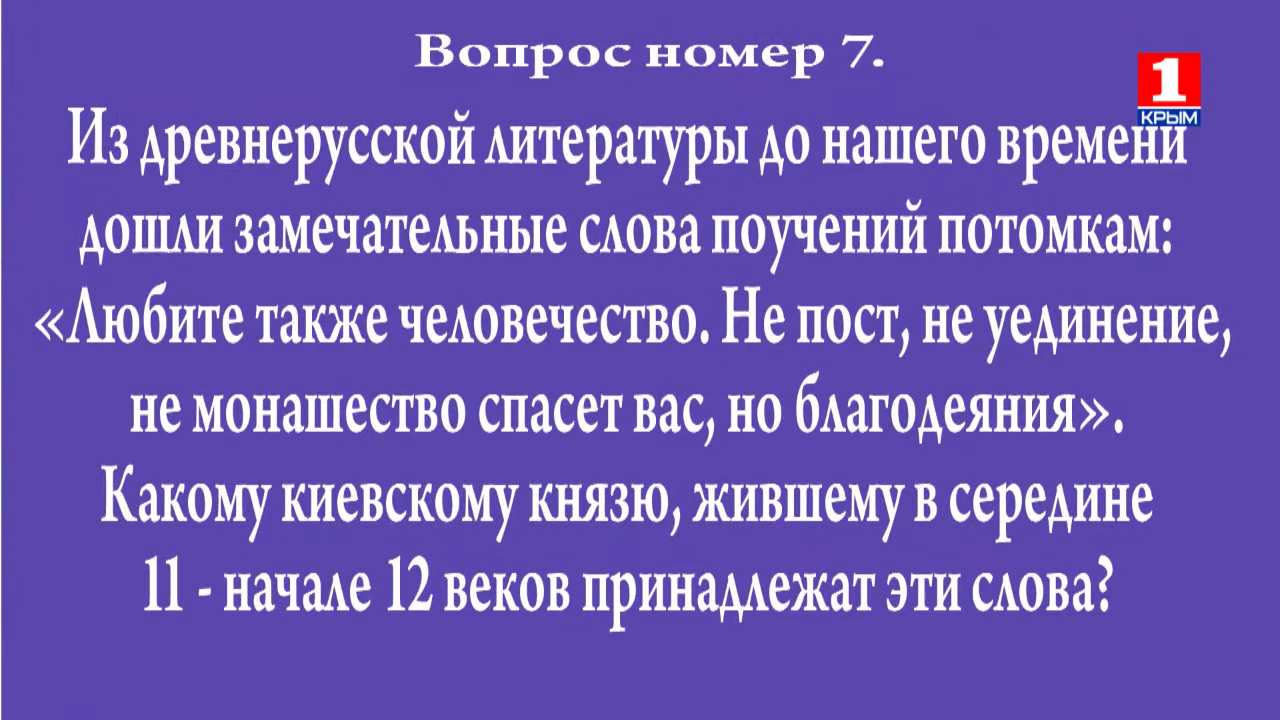 Вопрос номер 7.
1
КРЫМ
Из древнерусской литературы до нашего времени
дошли замечательные слова поучений потомкам:
«Любите также человечество. Не пост, не уединение,
не монашество спасет вас, но благодеяния».
Какому киевскому князю, жившему в середине
11 - начале 12 веков принадлежат эти слова?